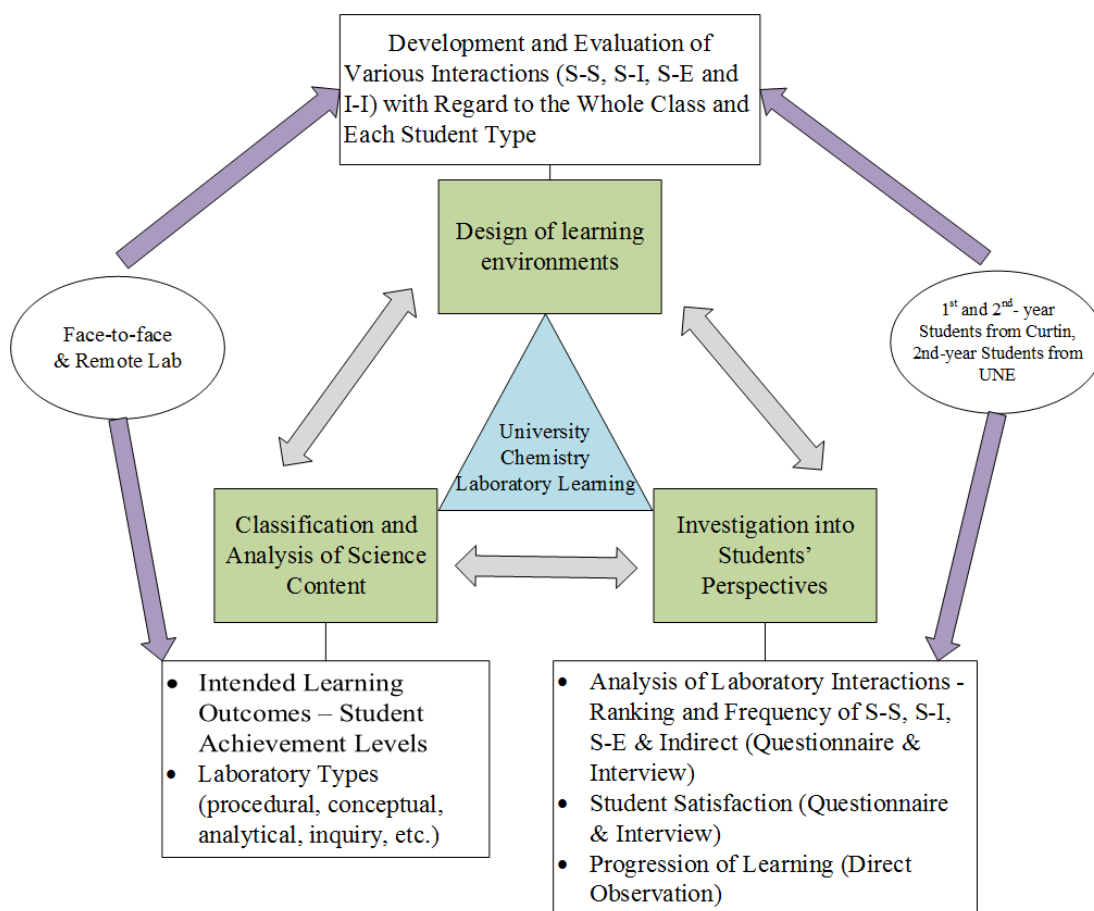 Development and Evaluation of
Various Interactions (S-S, S-I, S-E and
I-I) with Regard to the Whole Class and
Each Student Type
Design of learning
environments
Face-to-face
& Remote Lab
1st and 2nd- year
Students from Curtin,
2nd-year Students from
UNE
University
Chemistry
Laboratory Learning
Classification and
Analysis of Science
Content
Investigation into
Students’
Perspectives
• Intended Learning
Outcomes – Student
Achievement Levels
• Laboratory Types
(procedural, conceptual,
analytical, inquiry, etc.)
• Analysis of Laboratory Interactions -
Ranking and Frequency of S-S, S-I,
S-E & Indirect (Questionnaire &
Interview)
• Student Satisfaction (Questionnaire
& Interview)
• Progression of Learning (Direct
Observation)